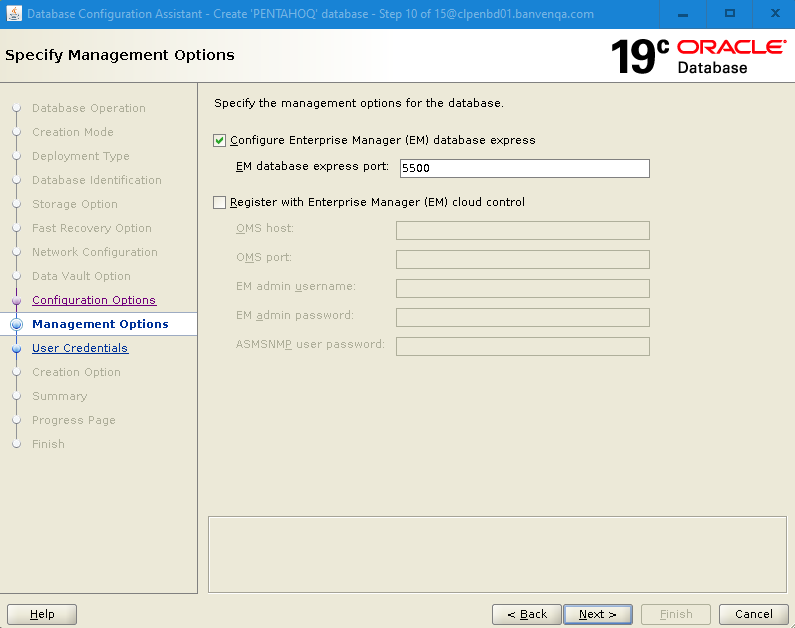 Database Configuration Assistant - Create 'PENTAHOQ' database - Step 10 of 15@clpenbd01.banvenqa.com
Specify Management Options
19c ORACLE
Database
Database Operation
Creation Mode
Deployment Type
Database Identification
Storage Option
Fast Recovery Option
Network Configuration
Data Vault Option
Configuration Options
Management Options
User Credentials
Creation Option
Summary
Progress Page
Finish
Specify the management options for the database.
Configure Enterprise Manager (EM) database express
EM database express port: 5500
Register with Enterprise Manager (EM) cloud control
OMS host:
OMS port:
EM admin username:
EM admin password:
ASMSNMP user password:
Help
< Back
Next >
Finish
Cancel